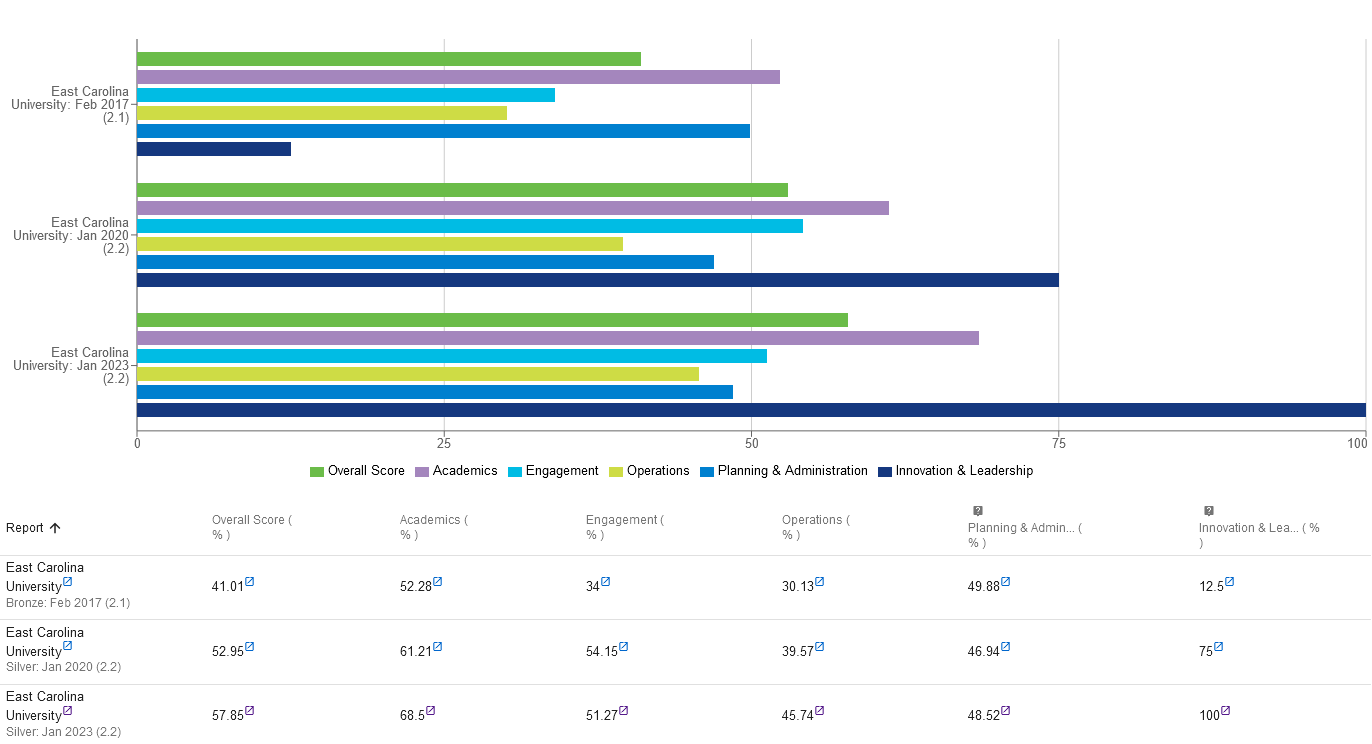 East Carolina
University: Feb 2017
(2.1)
East Carolina
University: Jan 2020
(2.2)
East Carolina
University: Jan 2023
(2.2)
0 25 50 75 100
Overall Score Academics Engagement Operations Planning & Administration Innovation & Leadership
Report Overall Score ( % ) Academics ( % ) Engagement ( % ) Operations ( % ) Planning & Admin... ( % ) Innovation & Lea... ( % )
East Carolina
University 41.01 52.28 34 30.13 49.88 12.5
Bronze: Feb 2017 (2.1)
East Carolina
University 52.95 61.21 54.15 39.57 46.94 75
Silver: Jan 2020 (2.2)
East Carolina
University 57.85 68.5 51.27 45.74 48.52 100
Silver: Jan 2023 (2.2)